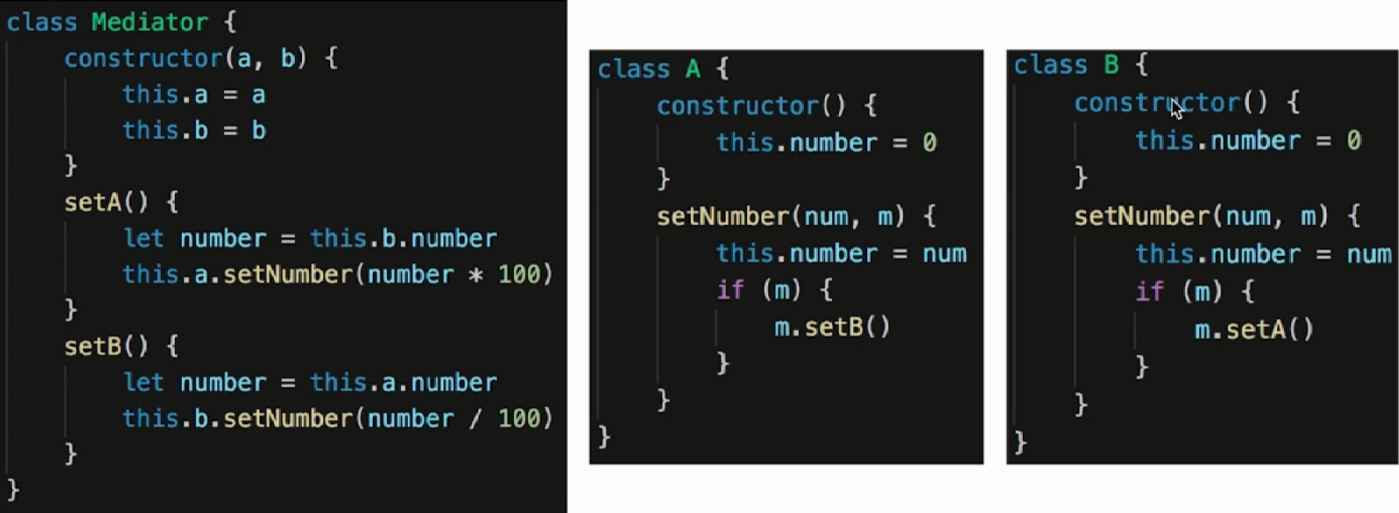 class Mediator {
    constructor(a, b) {
        this.a = a
        this.b = b
    }
    setA() {
        let number = this.b.number
        this.a.setNumber(number * 100)
    }
    setB() {
        let number = this.a.number
        this.b.setNumber(number / 100)
    }
}
class A {
    constructor() {
        this.number = 0
    }
    setNumber(num, m) {
        this.number = num
        if (m) {
            m.setB()
        }
    }
}
class B {
    constructor() {
        this.number = 0
    }
    setNumber(num, m) {
        this.number = num
        if (m) {
            m.setA()
        }
    }
}